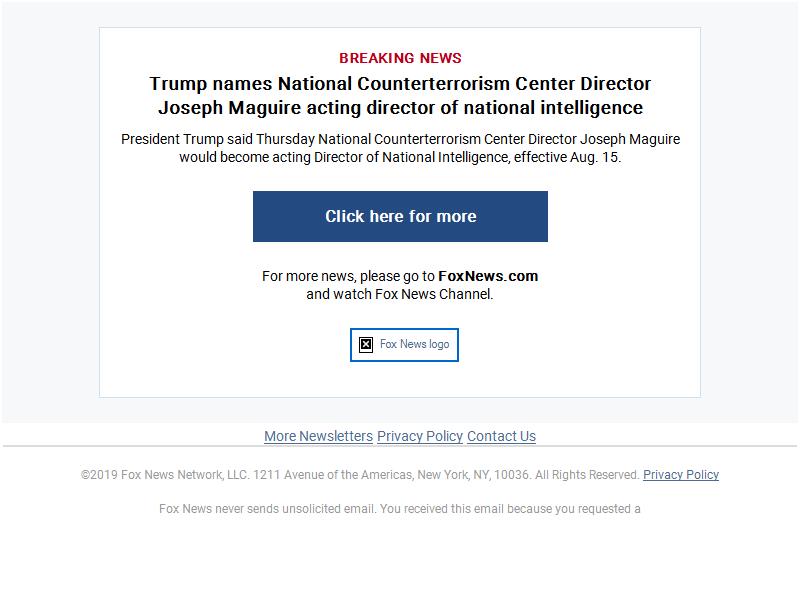 BREAKING NEWS
Trump names National Counterterrorism Center Director
Joseph Maguire acting director of national intelligence
President Trump said Thursday National Counterterrorism Center Director Joseph Maguire
would become acting Director of National Intelligence, effective Aug. 15.
Click here for more
For more news, please go to FoxNews.com
and watch Fox News Channel.
Fox News logo
More Newsletters Privacy Policy Contact Us
©2019 Fox News Network, LLC. 1211 Avenue of the Americas, New York, NY, 10036. All Rights Reserved. Privacy Policy
Fox News never sends unsolicited email. You received this email because you requested a